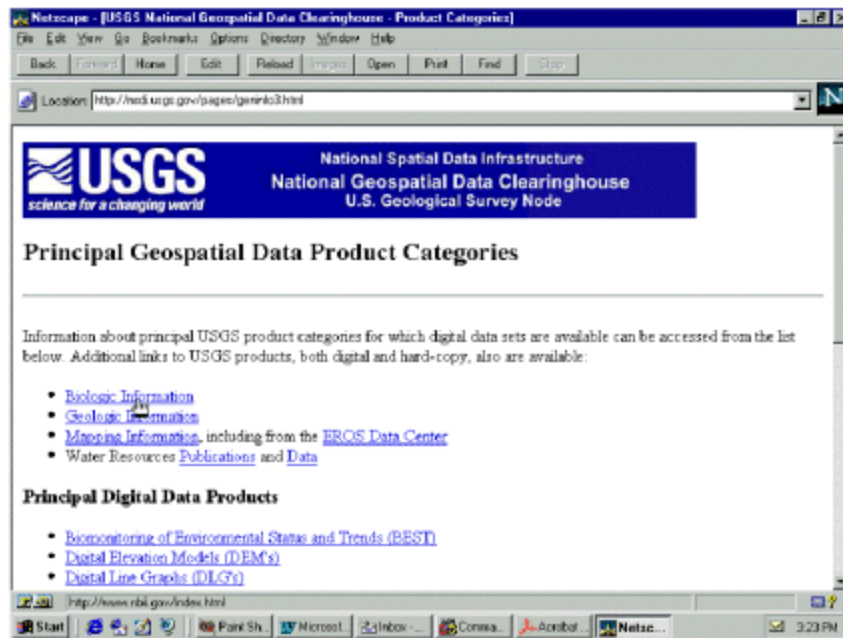 Netscape - [USGS National Geospatial Data Clearinghouse - Product Categories]
File Edit View Go Bookmarks Options Directory Window Help
Back Forward Home Edit Reload Images Open Print Find Stop
Location: http://nsdi.usgs.gov/pages/geninfo3.html
N
USGS
science for a changing world
National Spatial Data Infrastructure
National Geospatial Data Clearinghouse
U.S. Geological Survey Node
Principal Geospatial Data Product Categories
Information about principal USGS product categories for which digital data sets are available can be accessed from the list
below. Additional links to USGS products, both digital and hard-copy, also are available:
Biologic Information
Geologic Information
Mapping Information, including from the EROS Data Center
Water Resources Publications and Data
Principal Digital Data Products
Biomonitoring of Environmental Status and Trends (BEST)
Digital Elevation Models (DEM's)
Digital Line Graphs (DLG's)
http://www.nbii.gov/index.html
Start Paint Sh... Microsof... Inbox - ... Comma... Acrobat... Netsc... 3:23 PM